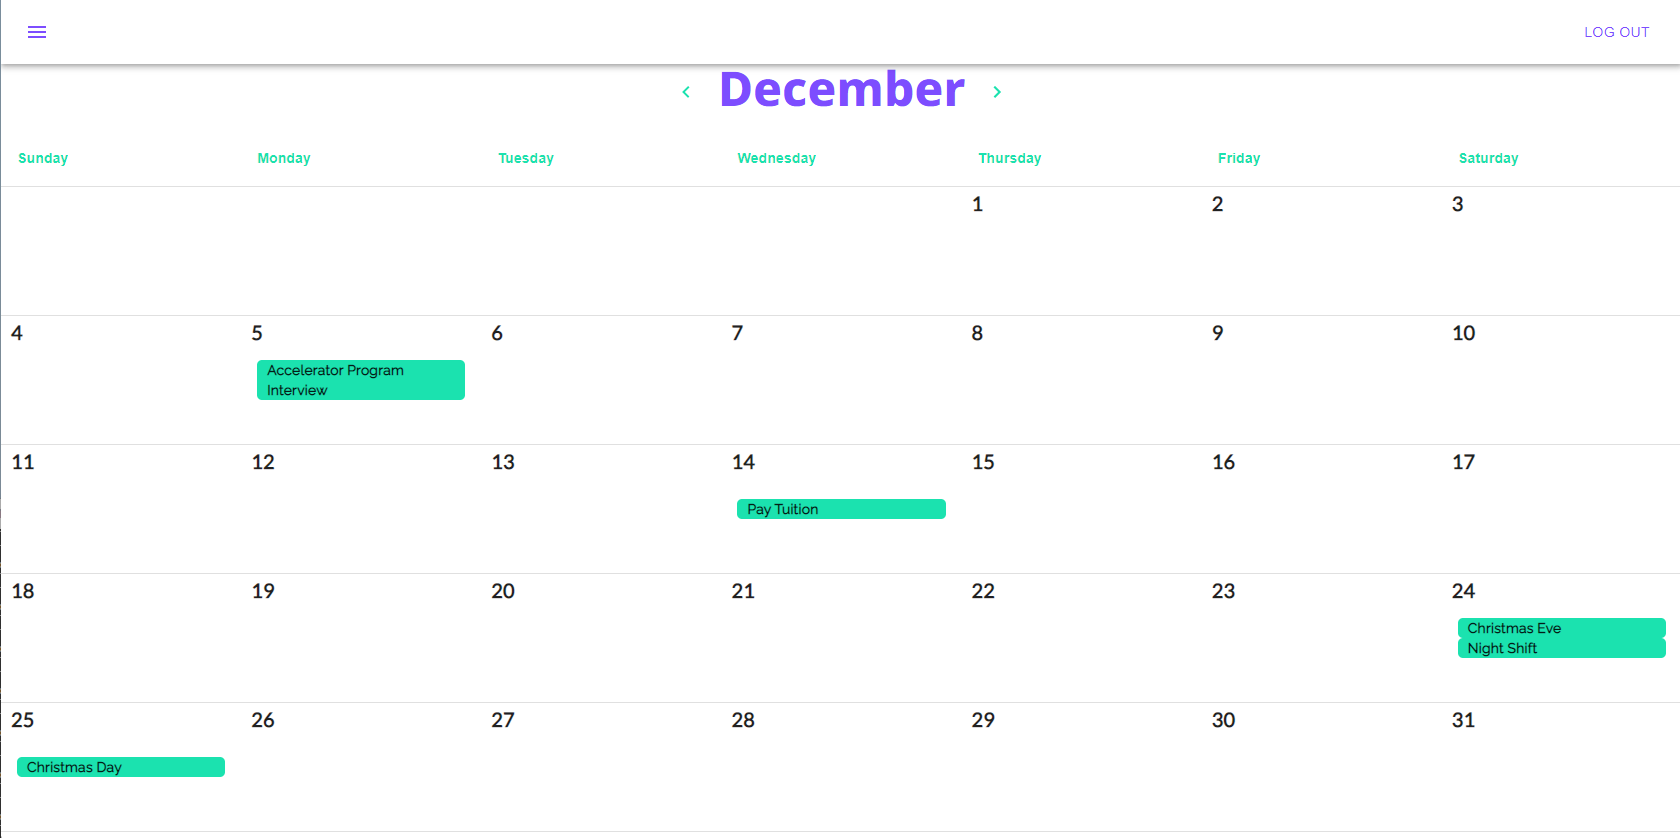 LOG OUT
December
Sunday Monday Tuesday Wednesday Thursday Friday Saturday
1 2 3
4 5 6 7 8 9 10
Accelerator Program
Interview
11 12 13 14 15 16 17
Pay Tuition
18 19 20 21 22 23 24
Christmas Eve
Night Shift
25 26 27 28 29 30 31
Christmas Day